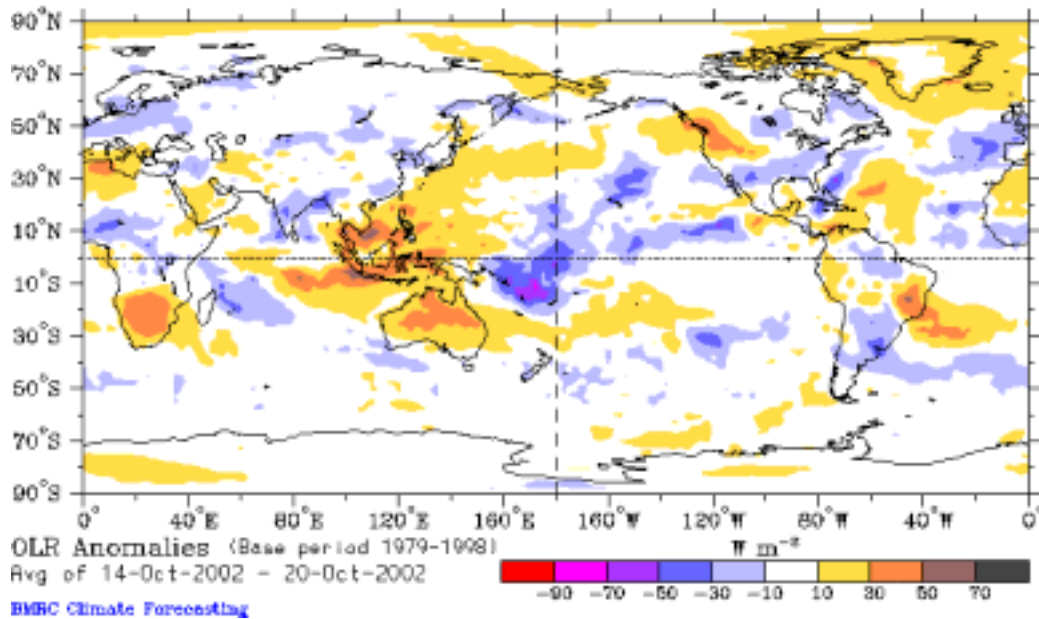 90°N
70°N
50°N
30°N
10°N
10°S
30°S
50°S
70°S
90°S
0° 40°E 80°E 120°E 160°E 160°W 120°W 80°W 40°W 0°
OLR Anomalies (Base period 1979-1998)
W m⁻²
Avg of 14-Oct-2002 - 20-Oct-2002
-90 -70 -50 -30 -10 10 30 50 70
BMRC Climate Forecasting